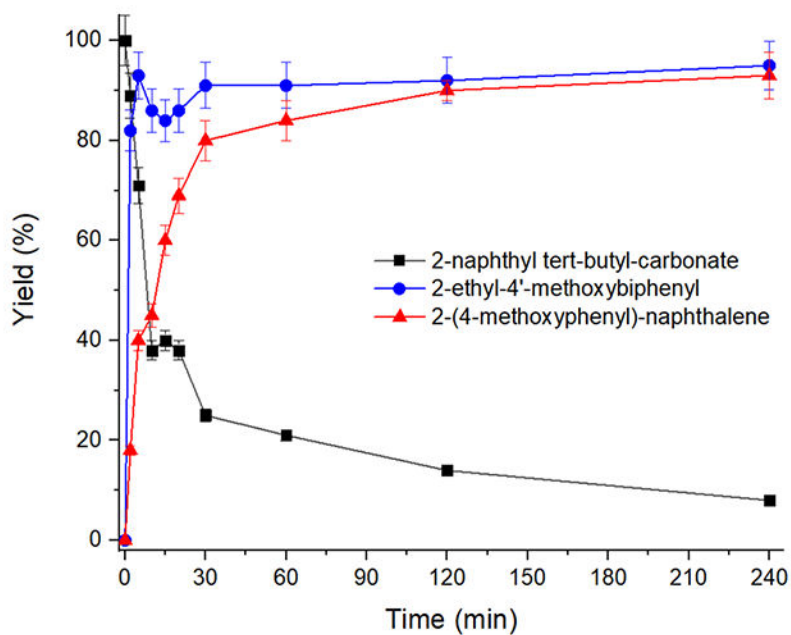 100
80
60
40
20
0
Yield (%)
2-naphthyl tert-butyl-carbonate
2-ethyl-4'-methoxybiphenyl
2-(4-methoxyphenyl)-naphthalene
0 30 60 90 120 150 180 210 240
Time (min)